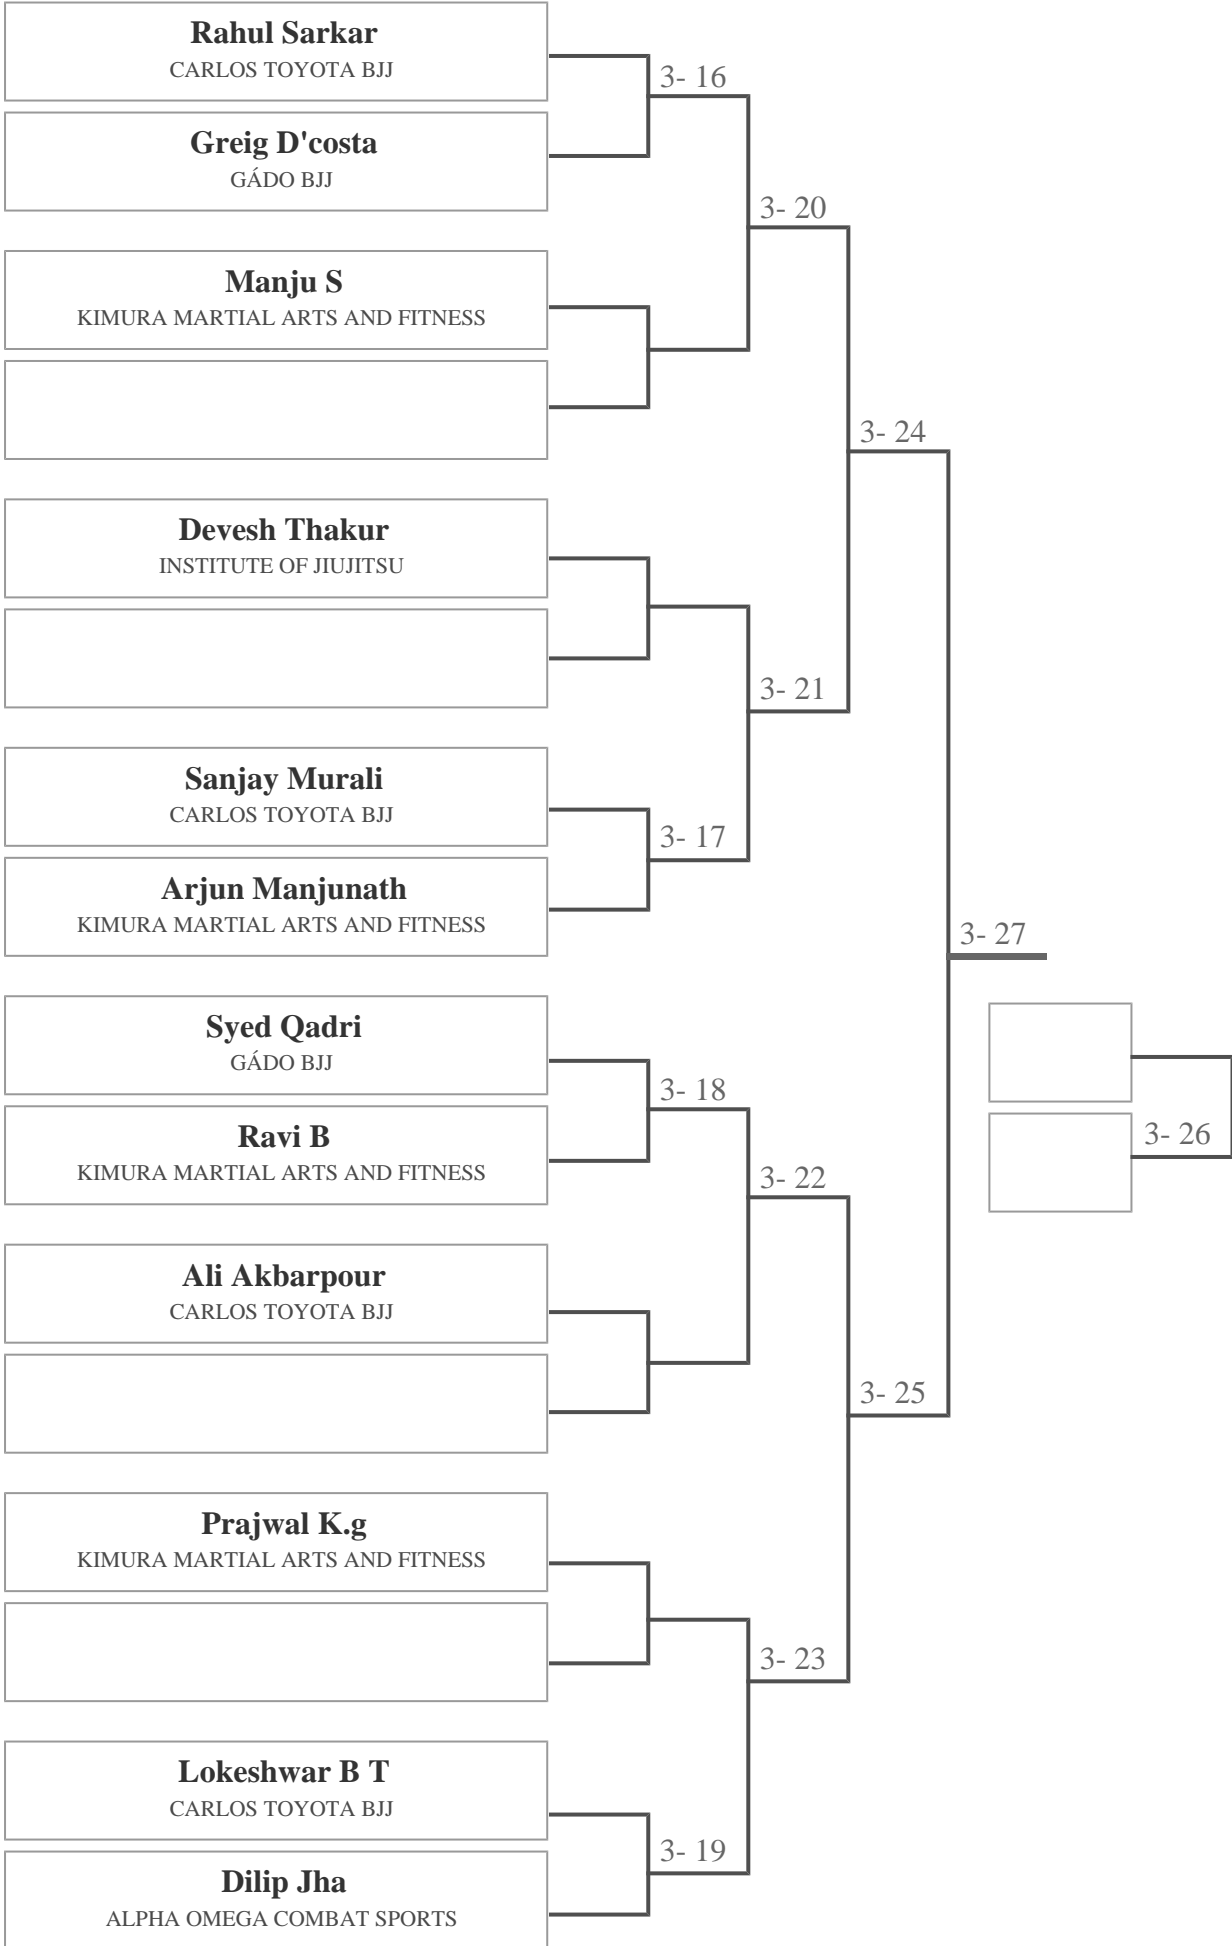 Rahul Sarkar
CARLOS TOYOTA BJJ
3- 16
Greig D'costa
GÁDO BJJ
3- 20
Manju S
KIMURA MARTIAL ARTS AND FITNESS
3- 24
Devesh Thakur
INSTITUTE OF JIUJITSU
3- 21
Sanjay Murali
CARLOS TOYOTA BJJ
3- 17
Arjun Manjunath
KIMURA MARTIAL ARTS AND FITNESS
3- 27
Syed Qadri
GÁDO BJJ
3- 18
Ravi B
KIMURA MARTIAL ARTS AND FITNESS
3- 26
3- 22
Ali Akbarpour
CARLOS TOYOTA BJJ
3- 25
Prajwal K.g
KIMURA MARTIAL ARTS AND FITNESS
3- 23
Lokeshwar B T
CARLOS TOYOTA BJJ
3- 19
Dilip Jha
ALPHA OMEGA COMBAT SPORTS